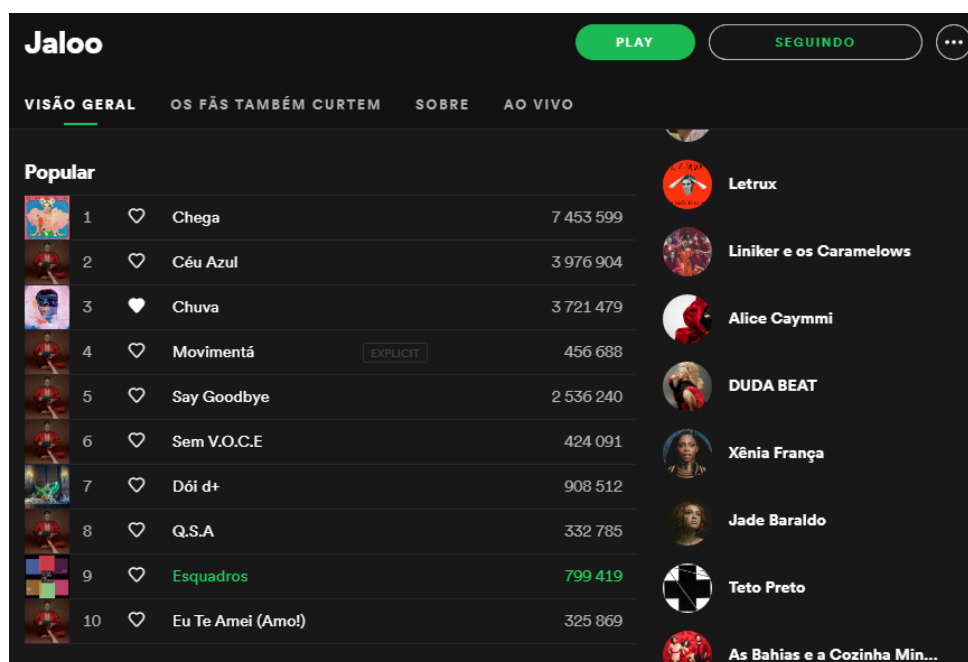 Jaloo
PLAY
SEGUINDO
VISÃO GERAL OS FÃS TAMBÉM CURTEM SOBRE AO VIVO
Popular
1 Chega 7 453 599
2 Céu Azul 3 976 904
3 Chuva 3 721 479
4 Movimentá EXPLICIT 456 688
5 Say Goodbye 2 536 240
6 Sem V.O.C.E 424 091
7 Dói d+ 908 512
8 Q.S.A 332 785
9 Esquadros 799 419
10 Eu Te Amei (Amo!) 325 869
Letrux
Liniker e os Caramelows
Alice Caymmi
DUDA BEAT
Xênia França
Jade Baraldo
Teto Preto
As Bahias e a Cozinha Min...